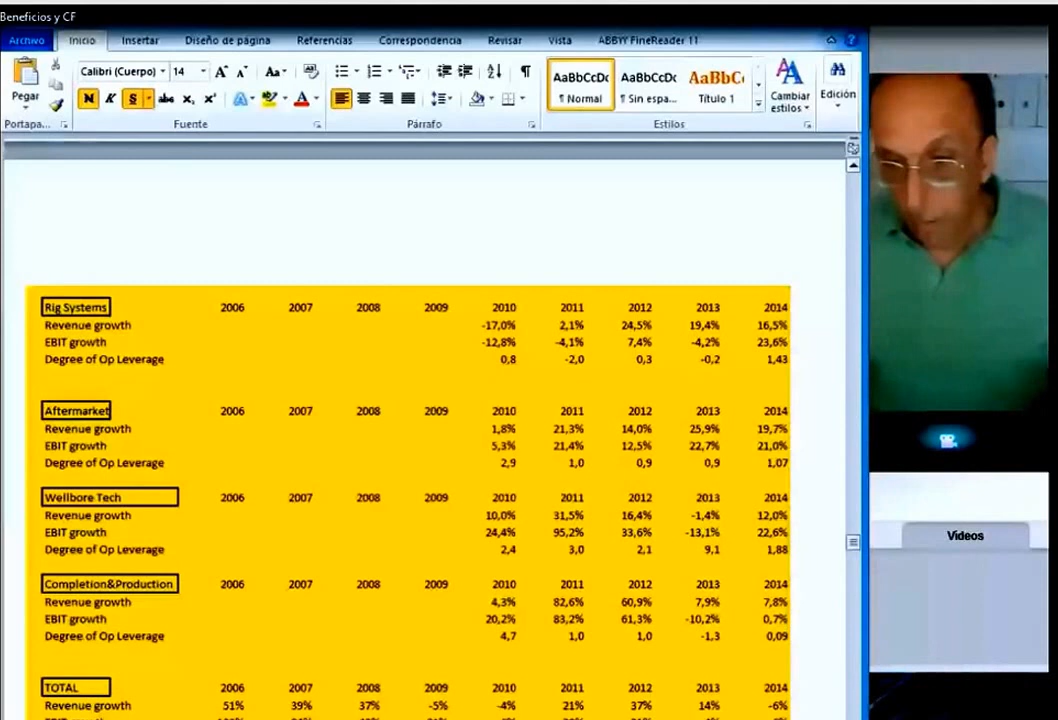 Beneficios y CF
Archivo Inicio Insertar Diseño de página Referencias Correspondencia Revisar Vista ABBYY FineReader 11
Pegar
Calibri (Cuerpo) 14
N K S abc x, x²
AaBbCcDc AaBbCcDc AaBbC
¶ Normal ¶ Sin espa... Título 1
Cambiar estilos
Edición
Portapa... Fuente Párrafo Estilos
Rig Systems 2006 2007 2008 2009 2010 2011 2012 2013 2014
Revenue growth -17,0% 2,1% 24,5% 19,4% 16,5%
EBIT growth -12,8% -4,1% 7,4% -4,2% 23,6%
Degree of Op Leverage 0,8 -2,0 0,3 -0,2 1,43
Aftermarket 2006 2007 2008 2009 2010 2011 2012 2013 2014
Revenue growth 1,8% 21,3% 14,0% 25,9% 19,7%
EBIT growth 5,3% 21,4% 12,5% 22,7% 21,0%
Degree of Op Leverage 2,9 1,0 0,9 0,9 1,07
Wellbore Tech 2006 2007 2008 2009 2010 2011 2012 2013 2014
Revenue growth 10,0% 31,5% 16,4% -1,4% 12,0%
EBIT growth 24,4% 95,2% 33,6% -13,1% 22,6%
Degree of Op Leverage 2,4 3,0 2,1 9,1 1,88
Completion&Production 2006 2007 2008 2009 2010 2011 2012 2013 2014
Revenue growth 4,3% 82,6% 60,9% 7,9% 7,8%
EBIT growth 20,2% 83,2% 61,3% -10,2% 0,7%
Degree of Op Leverage 4,7 1,0 1,0 -1,3 0,09
TOTAL 2006 2007 2008 2009 2010 2011 2012 2013 2014
Revenue growth 51% 39% 37% -5% -4% 21% 37% 14% -6%
Videos